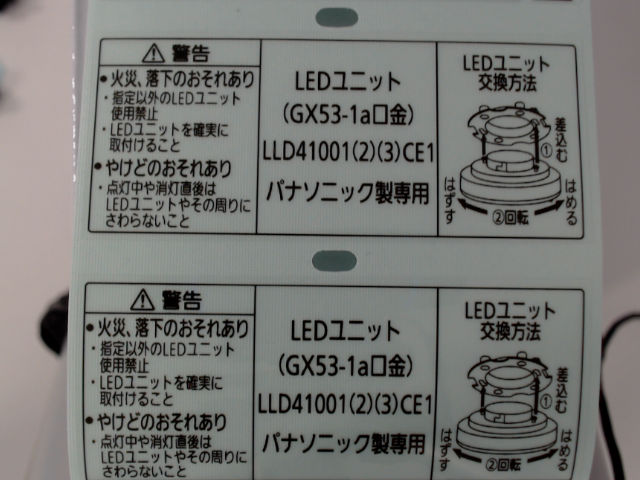 警告
●火災、落下のおそれあり
・指定以外のLEDユニット
使用禁止
・LEDユニットを確実に
取付けること
●やけどのおそれあり
・点灯中や消灯直後は
LEDユニットやその周りに
さわらないこと
LEDユニット
(GX53-1a口金)
LLD41001(2)(3)CE1
パナソニック製専用
LEDユニット
交換方法
差込む
①
はずす
はめる
②回転
警告
●火災、落下のおそれあり
・指定以外のLEDユニット
使用禁止
・LEDユニットを確実に
取付けること
●やけどのおそれあり
・点灯中や消灯直後は
LEDユニットやその周りに
さわらないこと
LEDユニット
(GX53-1a口金)
LLD41001(2)(3)CE1
パナソニック製専用
LEDユニット
交換方法
差込む
①
はずす
はめる
②回転